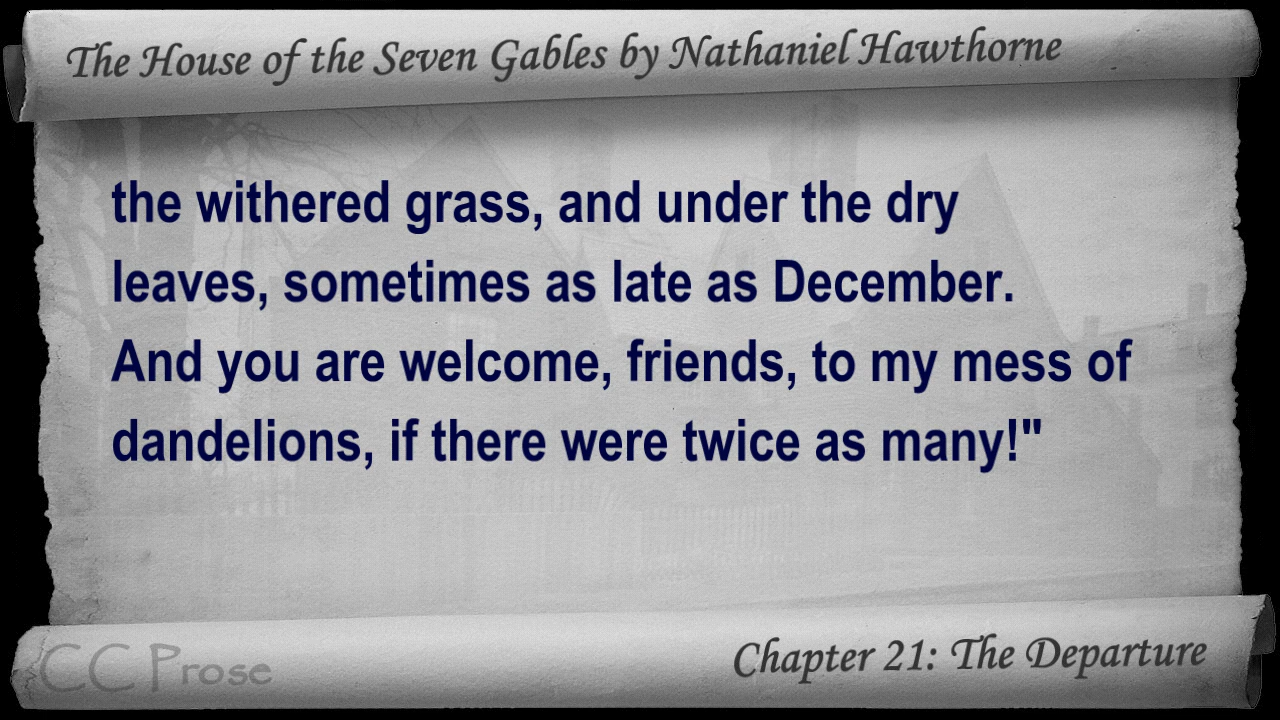 The House of the Seven Gables by Nathaniel Hawthorne
the withered grass, and under the dry
leaves, sometimes as late as December.
And you are welcome, friends, to my mess of
dandelions, if there were twice as many!"
CC Prose
Chapter 21: The Departure